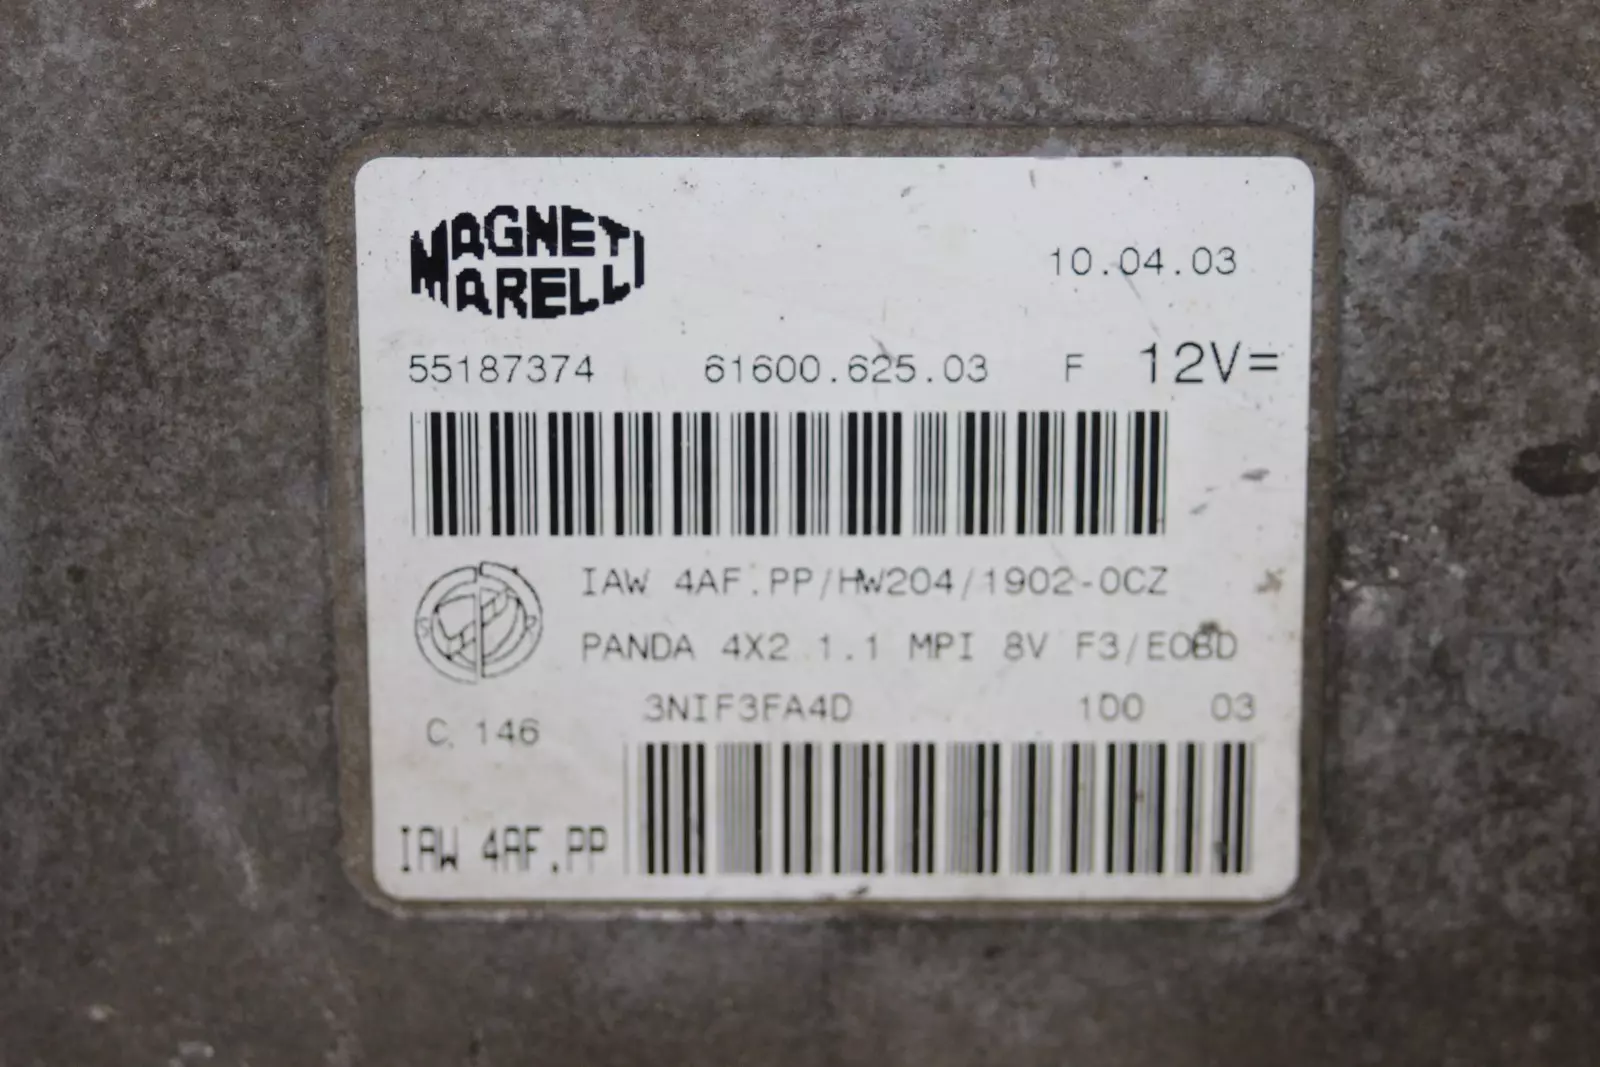 MAGNETI
MARELLI
10.04.03
55187374 61600.625.03 F 12V=
IAW 4AF.PP/HW204/1902-0CZ
PANDA 4X2 1.1 MPI 8V F3/EOBD
3NIF3FA4D 100 03
C. 146
IAW 4AF.PP